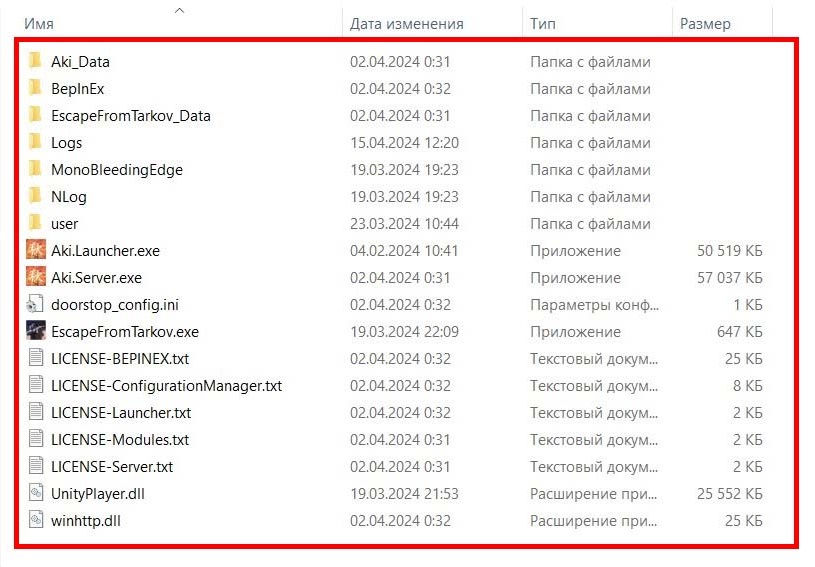 Имя Дата изменения Тип Размер
Aki_Data 02.04.2024 0:31 Папка с файлами
BepInEx 02.04.2024 0:32 Папка с файлами
EscapeFromTarkov_Data 02.04.2024 0:31 Папка с файлами
Logs 15.04.2024 12:20 Папка с файлами
MonoBleedingEdge 19.03.2024 19:23 Папка с файлами
NLog 19.03.2024 19:23 Папка с файлами
user 23.03.2024 10:44 Папка с файлами
Aki.Launcher.exe 04.02.2024 10:41 Приложение 50 519 КБ
Aki.Server.exe 02.04.2024 0:31 Приложение 57 037 КБ
doorstop_config.ini 02.04.2024 0:32 Параметры конф... 1 КБ
EscapeFromTarkov.exe 19.03.2024 22:09 Приложение 647 КБ
LICENSE-BEPINEX.txt 02.04.2024 0:32 Текстовый докум... 25 КБ
LICENSE-ConfigurationManager.txt 02.04.2024 0:32 Текстовый докум... 8 КБ
LICENSE-Launcher.txt 02.04.2024 0:32 Текстовый докум... 2 КБ
LICENSE-Modules.txt 02.04.2024 0:31 Текстовый докум... 2 КБ
LICENSE-Server.txt 02.04.2024 0:31 Текстовый докум... 2 КБ
UnityPlayer.dll 19.03.2024 21:53 Расширение при... 25 552 КБ
winhttp.dll 02.04.2024 0:32 Расширение при... 25 КБ